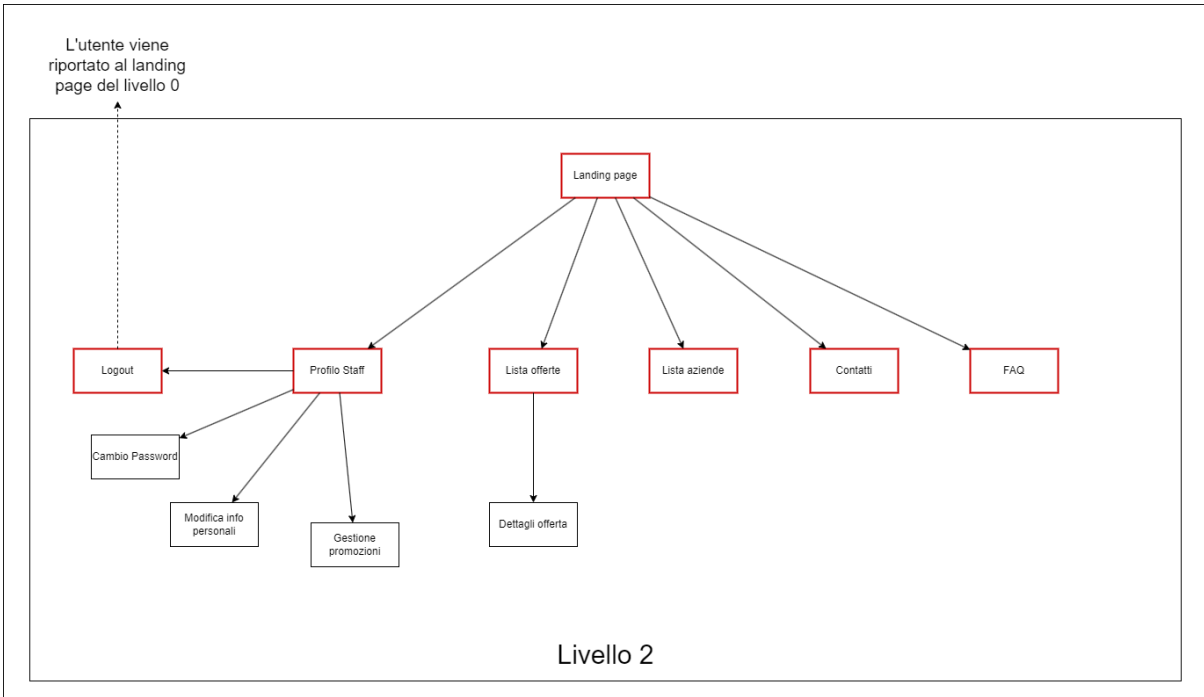 L'utente viene
riportato al landing
page del livello 0
Landing page
Logout
Profilo Staff
Lista offerte
Lista aziende
Contatti
FAQ
Cambio Password
Modifica info
personali
Gestione
promozioni
Dettagli offerta
Livello 2